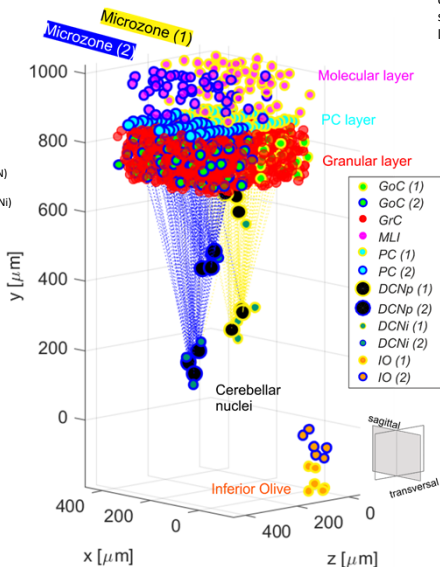 Microzone (1)
Microzone (2)
1000
800
600
400
200
0
y [μm]
Molecular layer
PC layer
Granular layer
N)
Ni)
GoC (1)
GoC (2)
GrC
MLI
PC (1)
PC (2)
DCNp (1)
DCNp (2)
DCNi (1)
DCNi (2)
IO (1)
IO (2)
Cerebellar
nuclei
Inferior Olive
sagittal
transversal
400
200
0
x [μm]
400
200
0
z [μm]